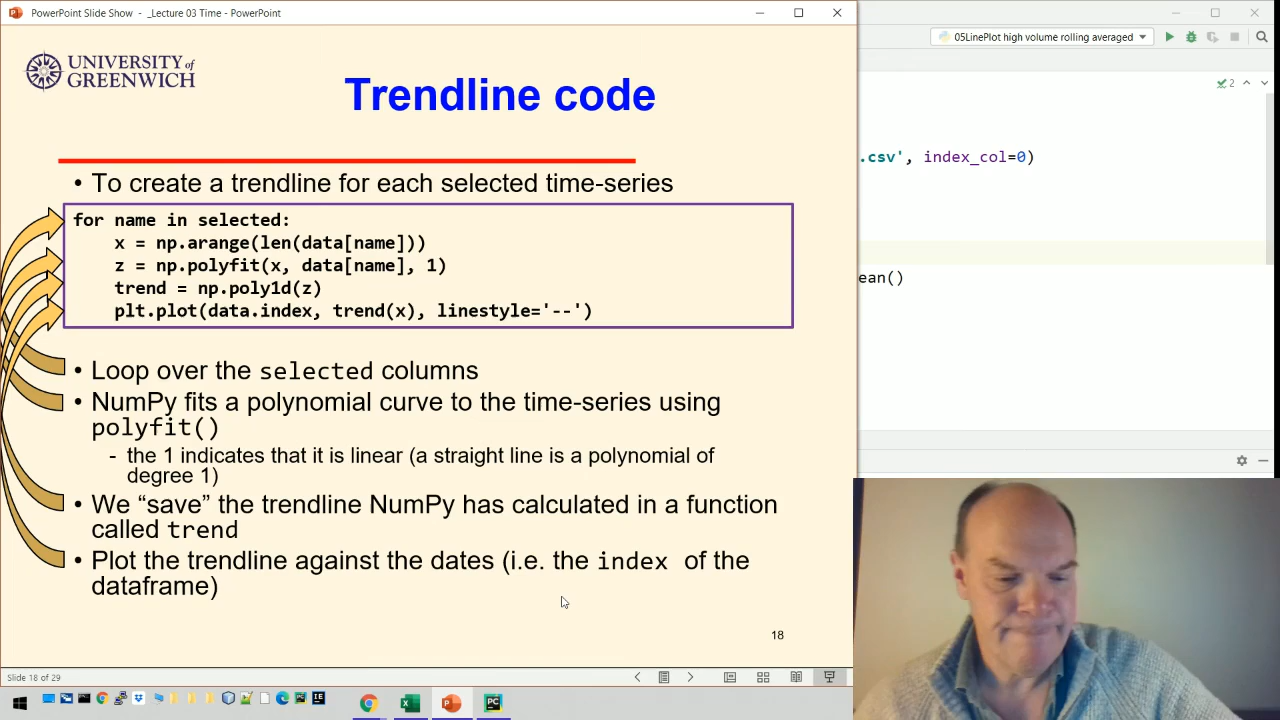 PowerPoint Slide Show - _Lecture 03 Time - PowerPoint
05LinePlot high volume rolling averaged
UNIVERSITY of
GREENWICH
Trendline code
2
.csv', index_col=0)
• To create a trendline for each selected time-series
for name in selected:
x = np.arange(len(data[name]))
z = np.polyfit(x, data[name], 1)
trend = np.poly1d(z)
plt.plot(data.index, trend(x), linestyle='--')
ean()
• Loop over the selected columns
• NumPy fits a polynomial curve to the time-series using
polyfit()
- the 1 indicates that it is linear (a straight line is a polynomial of
degree 1)
• We “save” the trendline NumPy has calculated in a function
called trend
• Plot the trendline against the dates (i.e. the index of the
dataframe)
18
Slide 18 of 29